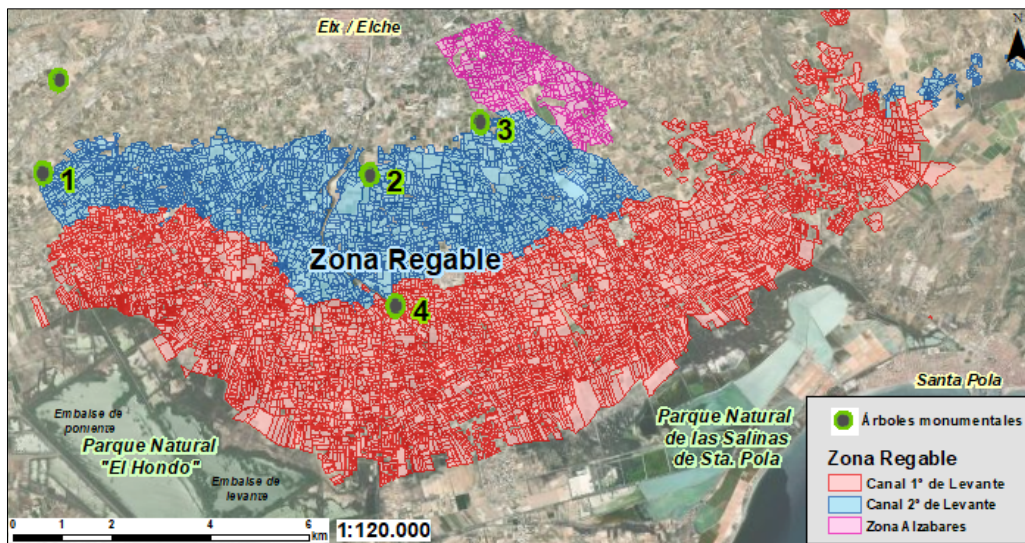 Elx / Elche
N
3
1
2
Zona Regable
4
Santa Pola
Embalse de
poniente
Parque Natural
"El Hondo"
Embalse de
levante
Parque Natural
de las Salinas
de Sta. Pola
Árboles monumentales
Zona Regable
Canal 1º de Levante
Canal 2º de Levante
Zona Alzabares
0 1 2 4 6
km
1:120.000